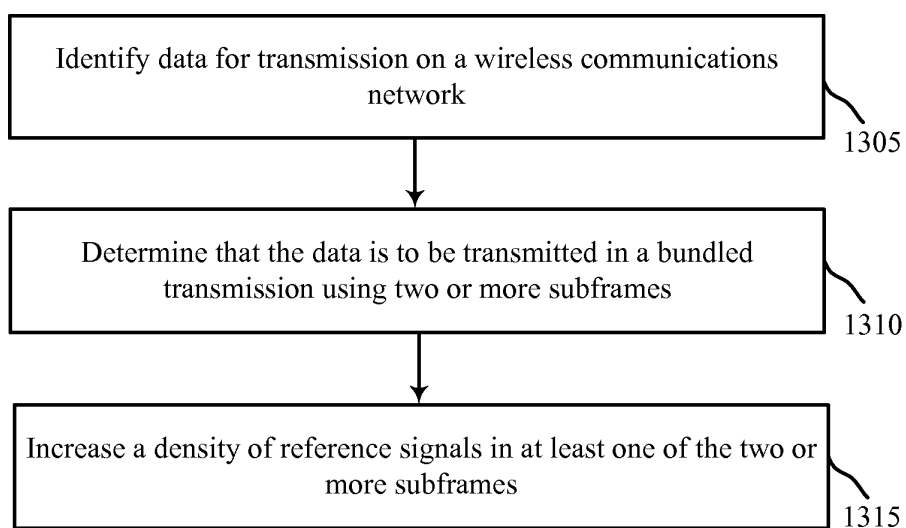 Identify data for transmission on a wireless communications
network
1305
Determine that the data is to be transmitted in a bundled
transmission using two or more subframes
1310
Increase a density of reference signals in at least one of the two or
more subframes
1315